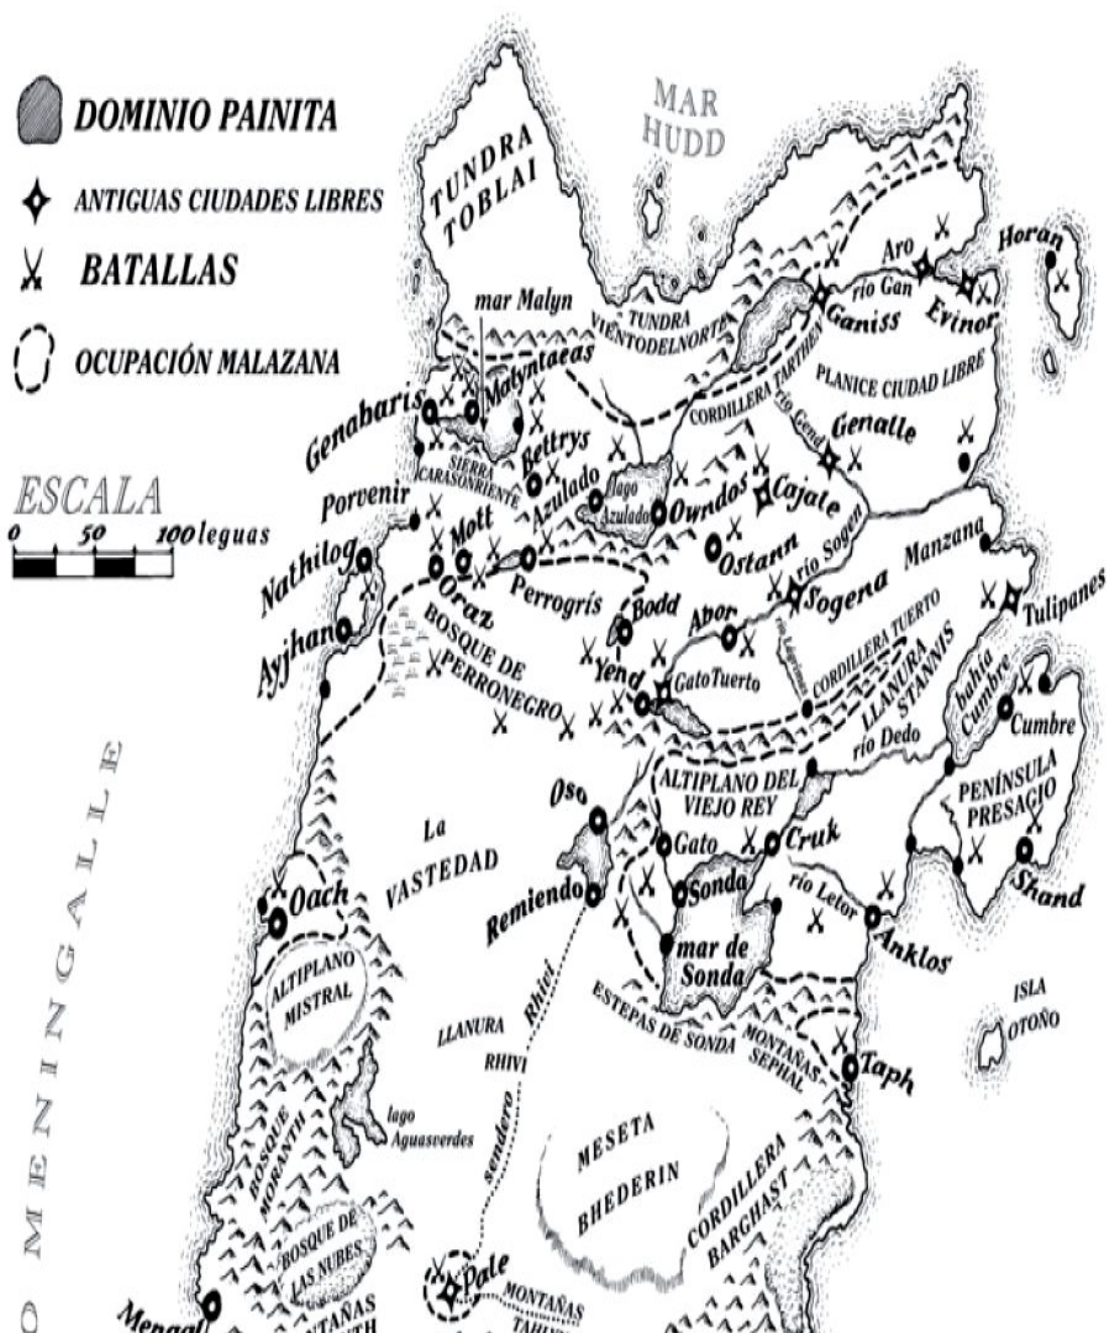 DOMINIO PAINITA
ANTIGUAS CIUDADES LIBRES
BATALLAS
OCUPACIÓN MALAZANA
ESCALA
0 50 100 leguas
MAR
HUDD
TUNDRA
TOBLAI
mar Malyn
TUNDRA
VIENTODELNORTE
Aro
río Gan
Horan
Ganiss
Evinor
Malyntaeas
Genabaris
CORDILLERA TARTHEN
PLANICE CIUDAD LIBRE
río Gend
Genalle
SIERRA
CARASONRIENTE
Bettrys
Azulado
lago
Azulado
Owndos
Cajale
Porvenir
Mott
Ostann
río Sogen
Manzana
Nathilog
Oraz
Perrogrís
Bodd
Abor
Sogena
Tulipanes
Ayjhan
BOSQUE DE
PERRONEGRO
Yend
Gato Tuerto
río Lágrimas
CORDILLERA TUERTO
LLANURA
STANNIS
bahía
Cumbre
Cumbre
río Dedo
ALTIPLANO DEL
VIEJO REY
PENÍNSULA
PRESAGIO
Oso
La
VASTEDAD
Gato
Cruk
Remiendo
Sonda
río Letor
Shand
Oach
mar de
Sonda
Anklos
ALTIPLANO
MISTRAL
ESTEPAS DE SONDA
MONTAÑAS
SEPHAL
ISLA
OTOÑO
LLANURA
RHIVI
sendero Rhivi
Taph
lago
Aguasverdes
BOSQUE
MORANTH
MESETA
BHEDERIN
CORDILLERA
BARGHAST
BOSQUE DE
LAS NUBES
Pale
MONTAÑAS
O MENINGALLE